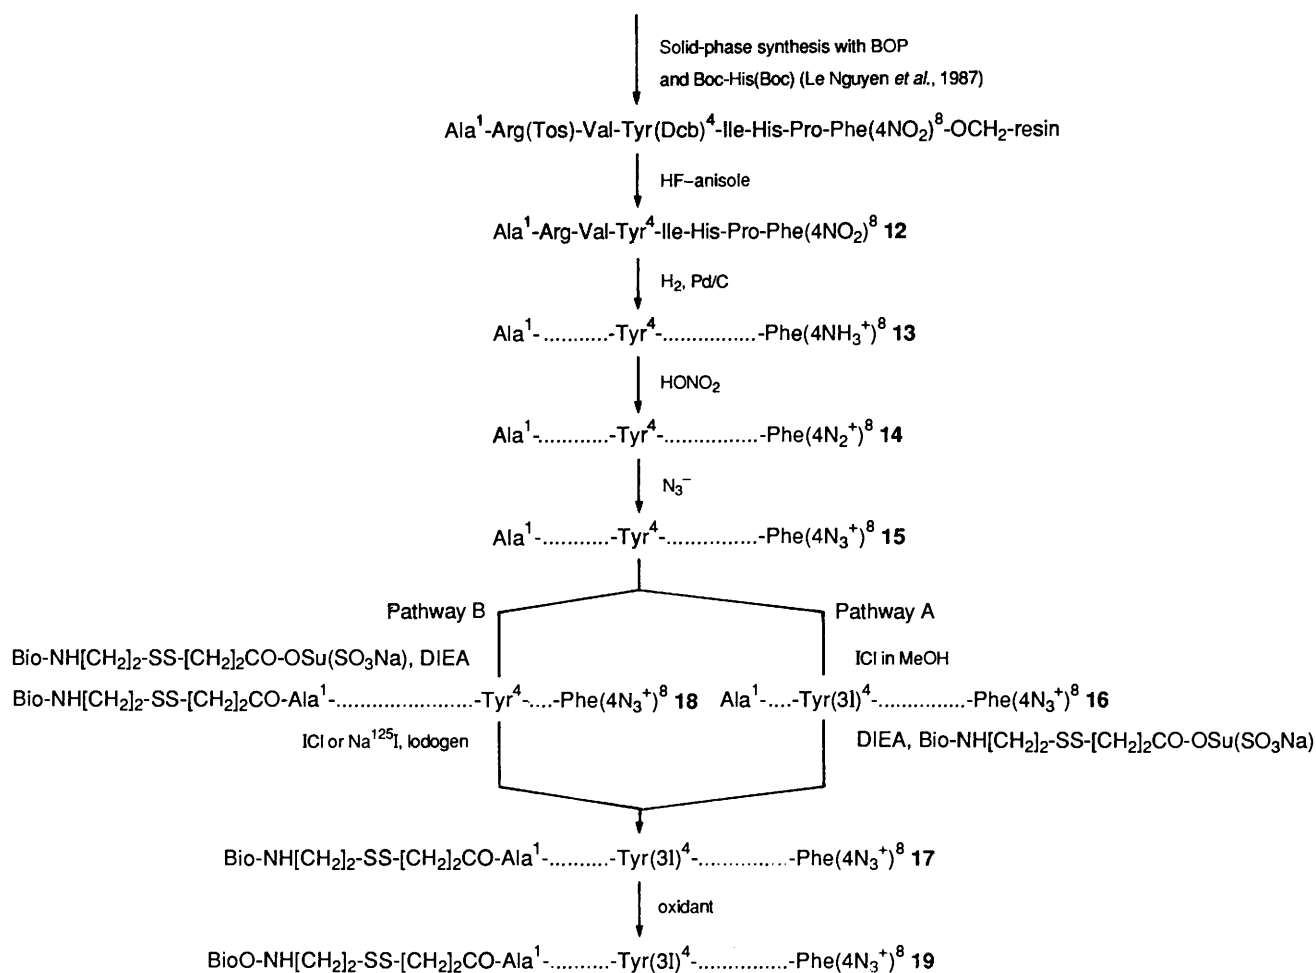 Solid-phase synthesis with BOP
and Boc-His(Boc) (Le Nguyen et al., 1987)
Ala¹-Arg(Tos)-Val-Tyr(Dcb)⁴-Ile-His-Pro-Phe(4NO₂)⁸-OCH₂-resin
HF–anisole
Ala¹-Arg-Val-Tyr⁴-Ile-His-Pro-Phe(4NO₂)⁸ 12
H₂, Pd/C
Ala¹-...........-Tyr⁴-................-Phe(4NH₃⁺)⁸ 13
HONO₂
Ala¹-............-Tyr⁴-................-Phe(4N₂⁺)⁸ 14
N₃⁻
Ala¹-............-Tyr⁴-................-Phe(4N₃⁺)⁸ 15
Pathway B
Pathway A
Bio-NH[CH₂]₂-SS-[CH₂]₂CO-OSu(SO₃Na), DIEA
ICl in MeOH
Bio-NH[CH₂]₂-SS-[CH₂]₂CO-Ala¹-........................-Tyr⁴-....-Phe(4N₃⁺)⁸ 18
Ala¹-....-Tyr(3I)⁴-...............-Phe(4N₃⁺)⁸ 16
ICl or Na¹²⁵I, Iodogen
DIEA, Bio-NH[CH₂]₂-SS-[CH₂]₂CO-OSu(SO₃Na)
Bio-NH[CH₂]₂-SS-[CH₂]₂CO-Ala¹-..........-Tyr(3I)⁴-...............-Phe(4N₃⁺)⁸ 17
oxidant
BioO-NH[CH₂]₂-SS-[CH₂]₂CO-Ala¹-..........-Tyr(3I)⁴-...............-Phe(4N₃⁺)⁸ 19